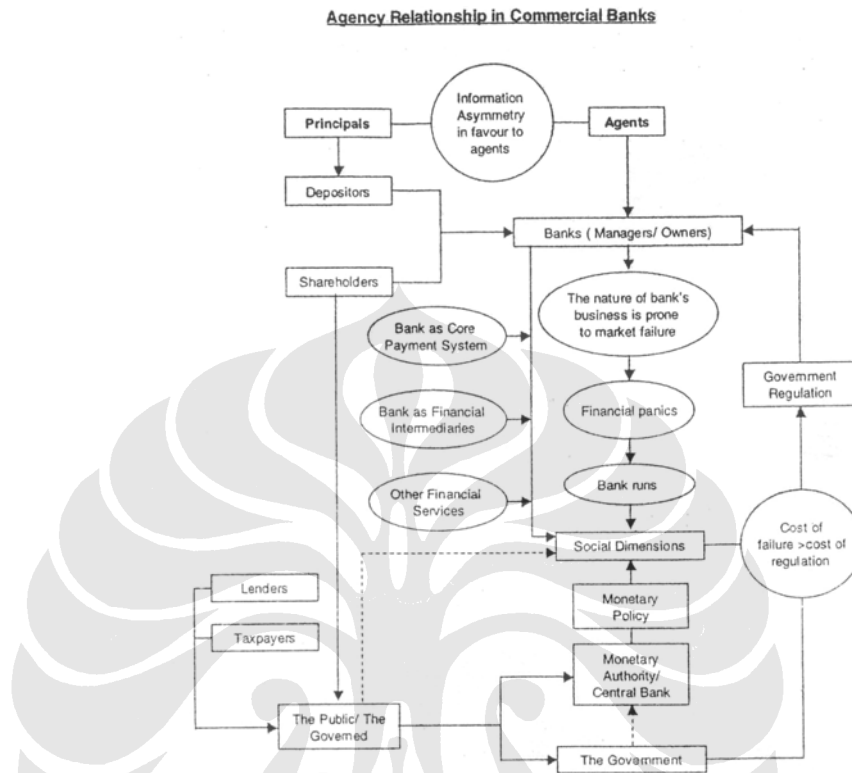 Agency Relationship in Commercial Banks
Information
Asymmetry
in favour to
agents
Principals
Agents
Depositors
Banks ( Managers/ Owners)
Shareholders
The nature of bank's
business is prone
to market failure
Bank as Core
Payment System
Government
Regulation
Bank as Financial
Intermediaries
Financial panics
Other Financial
Services
Bank runs
Cost of
failure >cost of
regulation
Social Dimensions
Lenders
Monetary
Policy
Taxpayers
Monetary
Authority/
Central Bank
The Public/ The
Governed
The Government